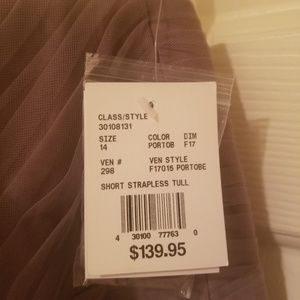 CLASS/STYLE
30108131
SIZE COLOR DIM
14 PORTOB F17
VEN # VEN STYLE
298 F17015 PORTOBE
SHORT STRAPLESS TULL
4 30100 77763 0
$139.95